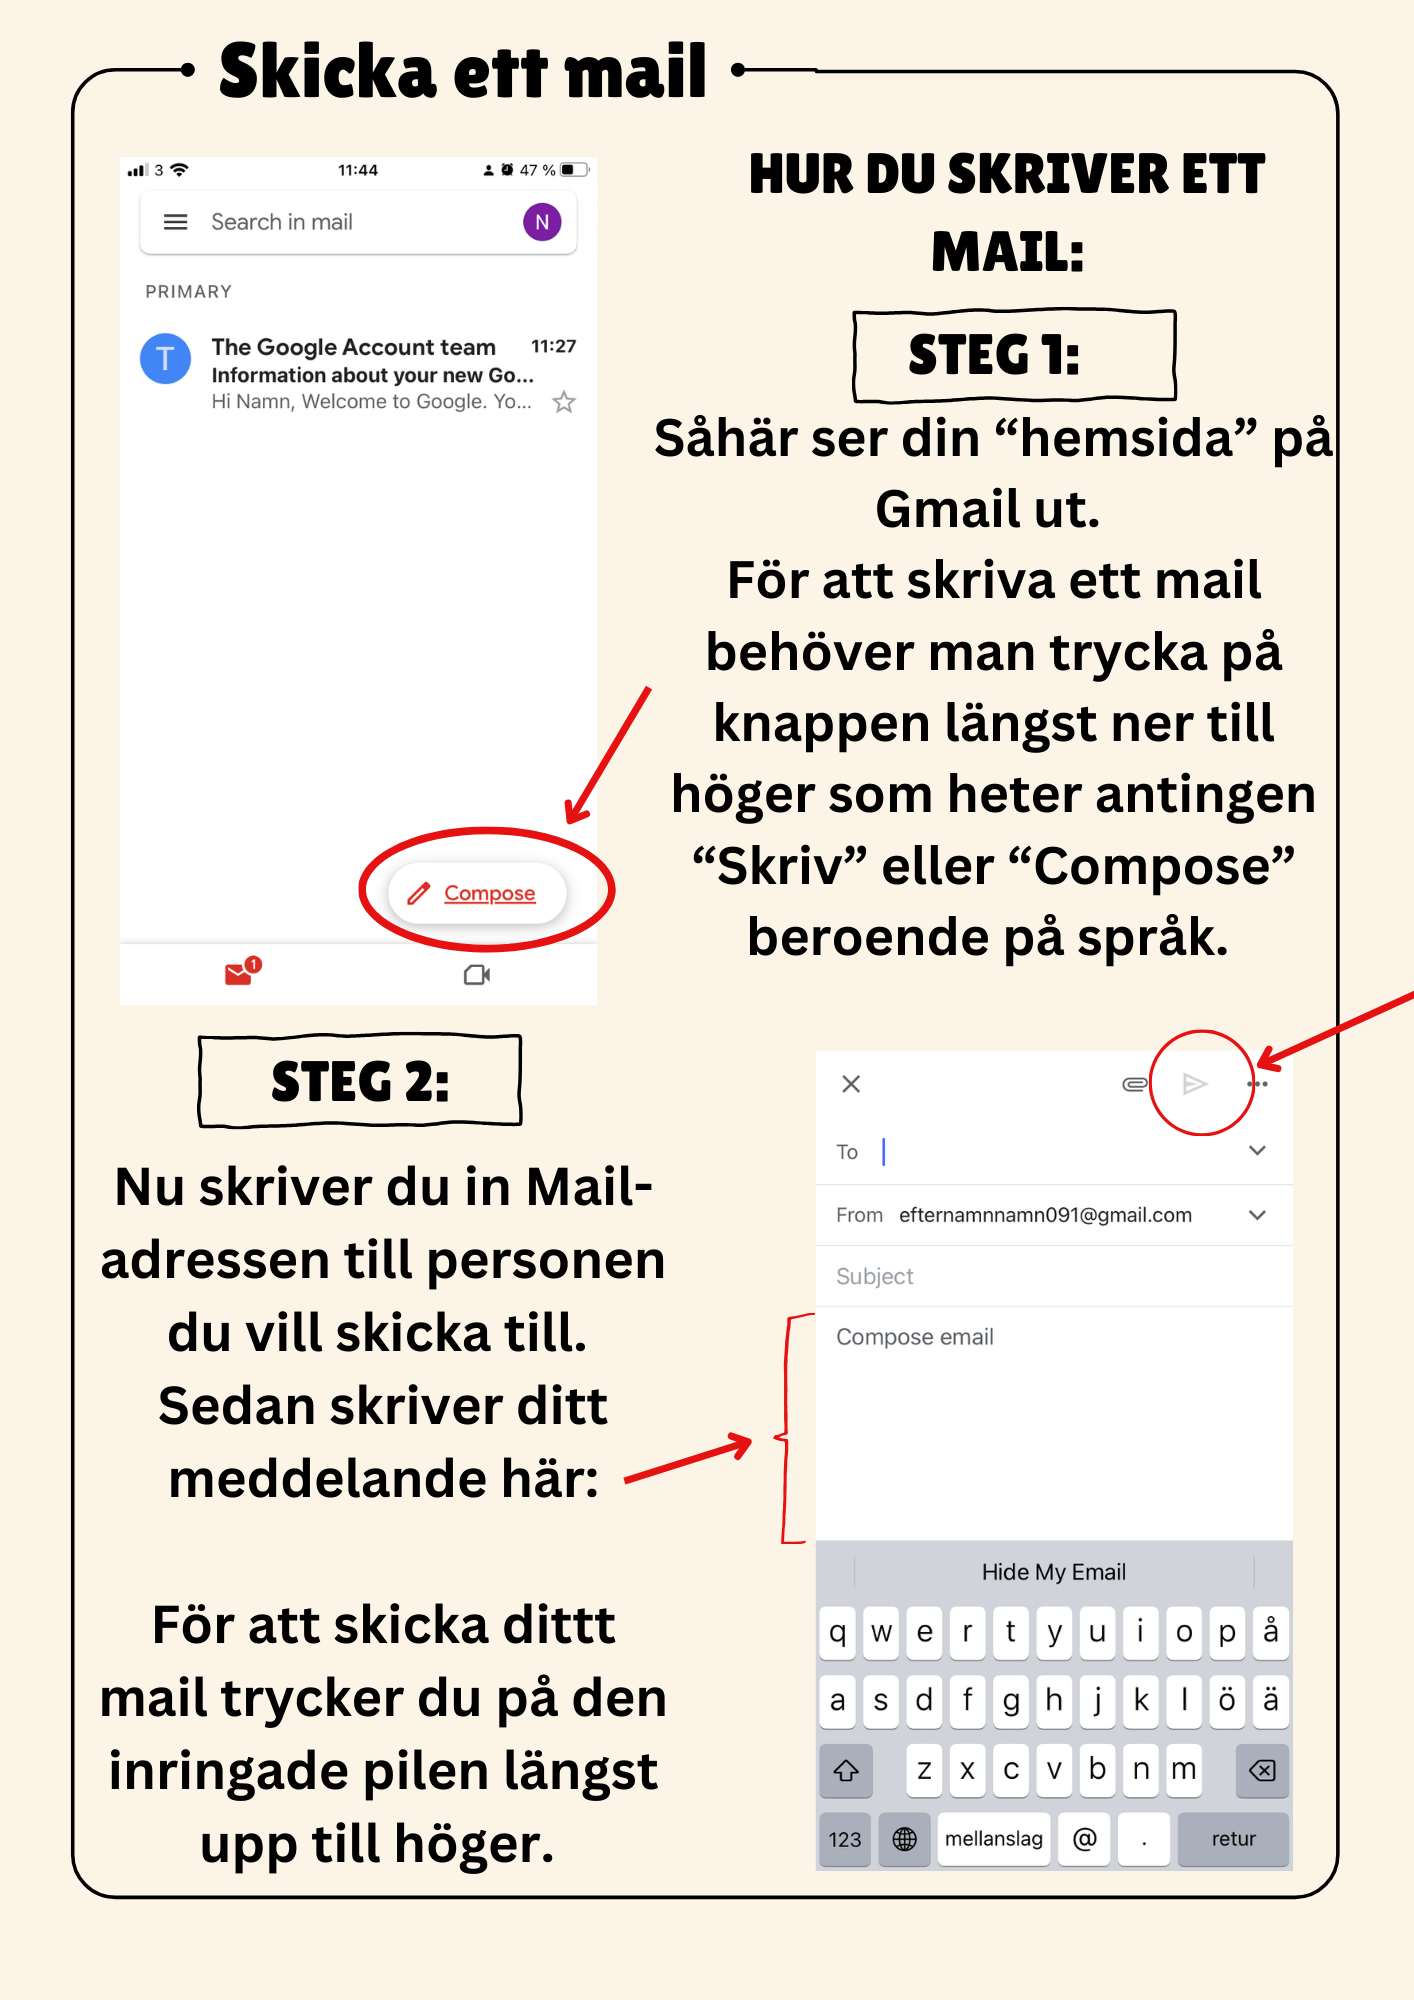 Skicka ett mail
3
11:44
47 %
Search in mail
N
PRIMARY
T
The Google Account team 11:27
Information about your new Go...
Hi Namn, Welcome to Google. Yo...
Compose
1
HUR DU SKRIVER ETT
MAIL:
STEG 1:
Såhär ser din “hemsida” på
Gmail ut.
För att skriva ett mail
behöver man trycka på
knappen längst ner till
höger som heter antingen
“Skriv” eller “Compose”
beroende på språk.
STEG 2:
Nu skriver du in Mail-
adressen till personen
du vill skicka till.
Sedan skriver ditt
meddelande här:
För att skicka dittt
mail trycker du på den
inringade pilen längst
upp till höger.
To
From efternamnnamn091@gmail.com
Subject
Compose email
Hide My Email
q w e r t y u i o p å
a s d f g h j k l ö ä
z x c v b n m
123 mellanslag @ . retur